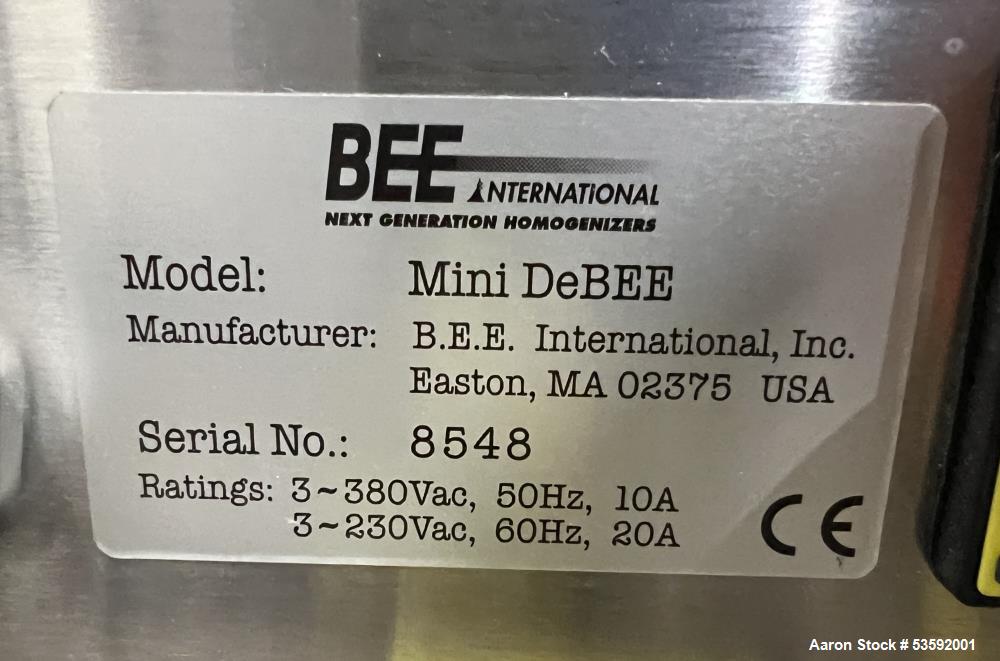 BEE INTERNATIONAL
NEXT GENERATION HOMOGENIZERS
Model: Mini DeBEE
Manufacturer: B.E.E. International, Inc.
Easton, MA 02375 USA
Serial No.: 8548
Ratings: 3~380Vac, 50Hz, 10A
3~230Vac, 60Hz, 20A
CE
Aaron Stock # 53592001